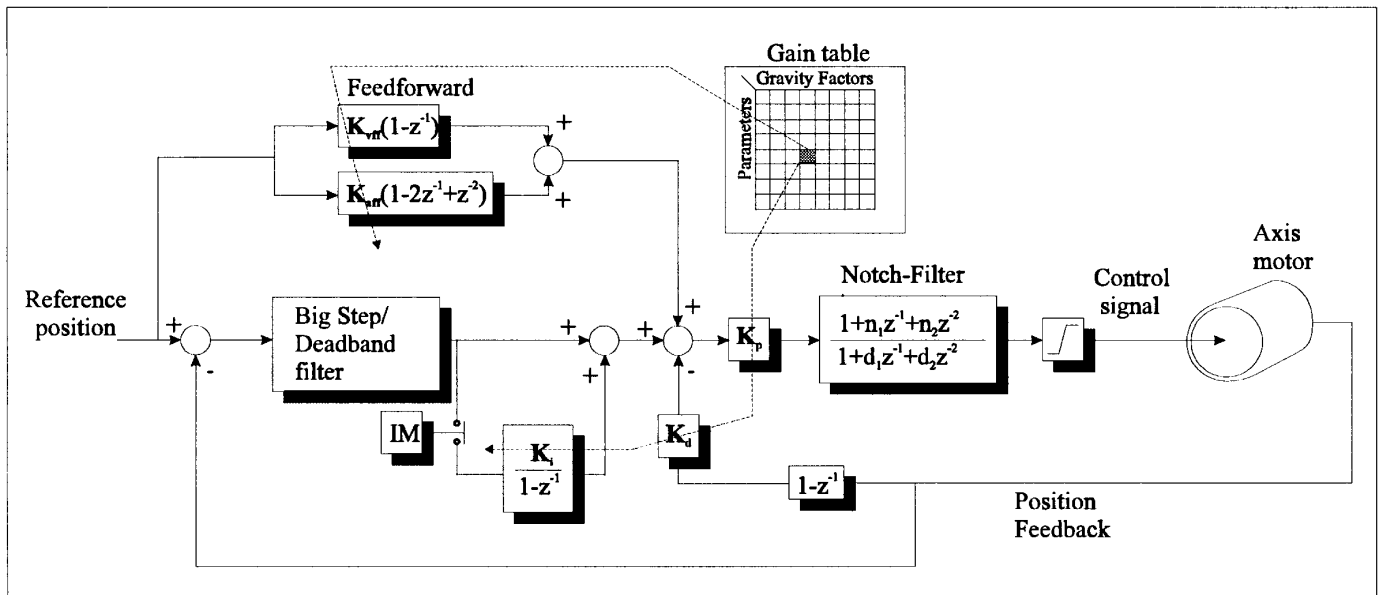 Gain table
Gravity Factors
Parameters
Feedforward
Kvff(1-z⁻¹)
+
Kaff(1-2z⁻¹+z⁻²)
+
Reference
position
+
-
Big Step/
Deadband
filter
IM
Ki
1-z⁻¹
+
+
+
+
-
Kd
Kp
Notch-Filter
1+n₁z⁻¹+n₂z⁻²
1+d₁z⁻¹+d₂z⁻²
Control
signal
Axis
motor
1-z⁻¹
Position
Feedback